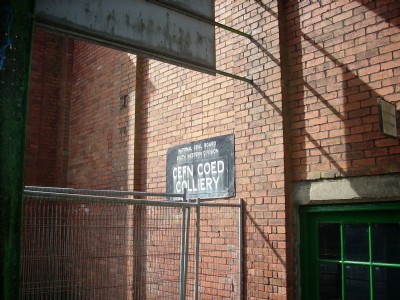 NATIONAL COAL BOARD
SOUTH WESTERN DIVISION
CEFN COED
COLLIERY